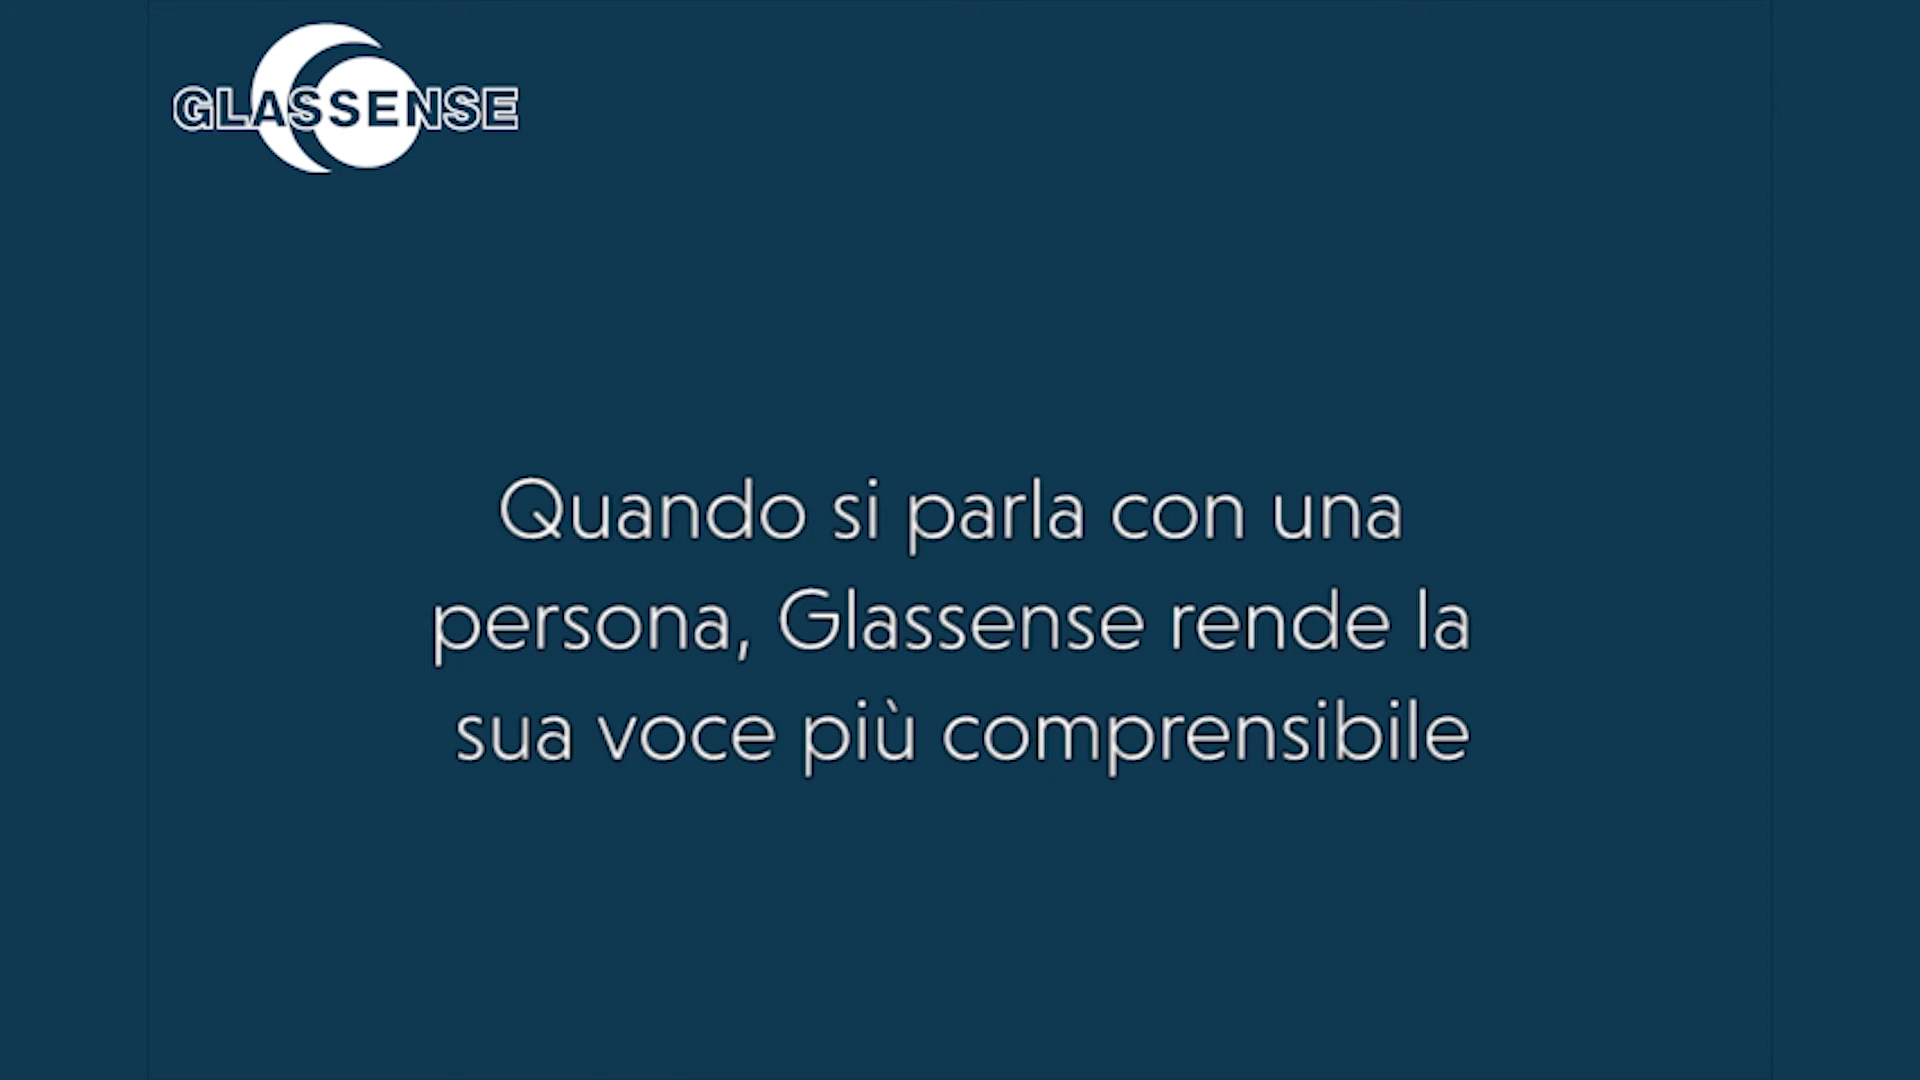 GLASSENSE
Quando si parla con una
persona, Glassense rende la
sua voce più comprensibile